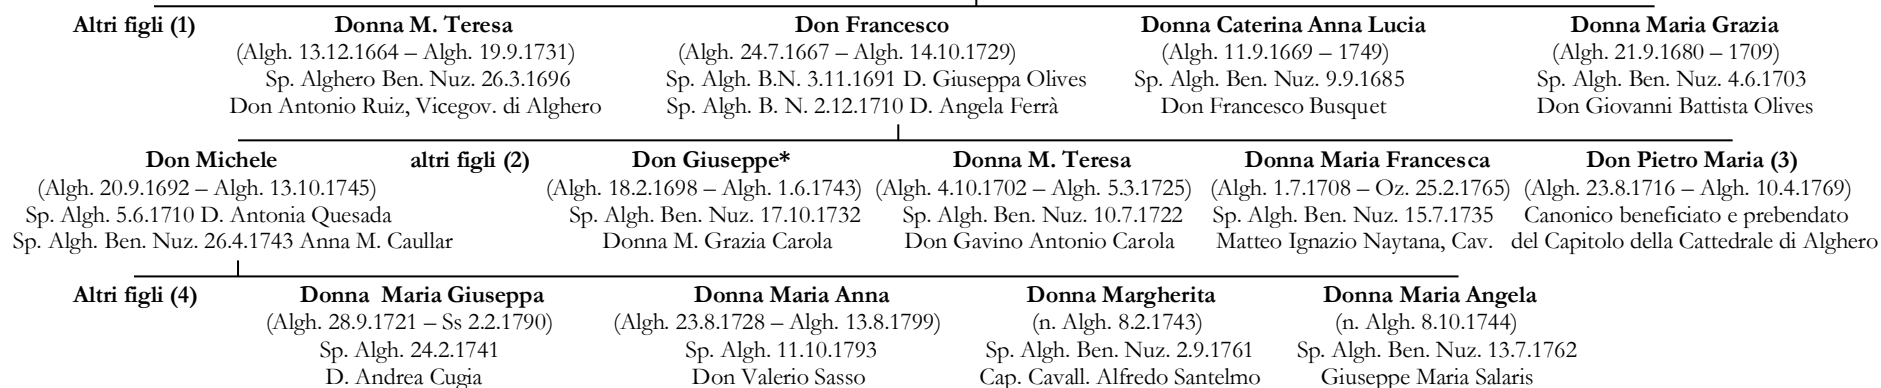 Altri figli (1) Donna M. Teresa Don Francesco Donna Caterina Anna Lucia Donna Maria Grazia
(Algh. 13.12.1664 – Algh. 19.9.1731) (Algh. 24.7.1667 – Algh. 14.10.1729) (Algh. 11.9.1669 – 1749) (Algh. 21.9.1680 – 1709)
Sp. Alghero Ben. Nuz. 26.3.1696 Sp. Algh. B.N. 3.11.1691 D. Giuseppa Olives Sp. Algh. Ben. Nuz. 9.9.1685 Sp. Algh. Ben. Nuz. 4.6.1703
Don Antonio Ruiz, Vicegov. di Alghero Sp. Algh. B. N. 2.12.1710 D. Angela Ferrà Don Francesco Busquet Don Giovanni Battista Olives
Don Michele altri figli (2) Don Giuseppe* Donna M. Teresa Donna Maria Francesca Don Pietro Maria (3)
(Algh. 20.9.1692 – Algh. 13.10.1745) (Algh. 18.2.1698 – Algh. 1.6.1743) (Algh. 4.10.1702 – Algh. 5.3.1725) (Algh. 1.7.1708 – Oz. 25.2.1765) (Algh. 23.8.1716 – Algh. 10.4.1769)
Sp. Algh. 5.6.1710 D. Antonia Quesada Sp. Algh. Ben. Nuz. 17.10.1732 Sp. Algh. Ben. Nuz. 10.7.1722 Sp. Algh. Ben. Nuz. 15.7.1735 Canonico beneficiato e prebendato
Sp. Algh. Ben. Nuz. 26.4.1743 Anna M. Caullar Donna M. Grazia Carola Don Gavino Antonio Carola Matteo Ignazio Naytana, Cav. del Capitolo della Cattedrale di Alghero
Altri figli (4) Donna Maria Giuseppa Donna Maria Anna Donna Margherita Donna Maria Angela
(Algh. 28.9.1721 – Ss 2.2.1790) (Algh. 23.8.1728 – Algh. 13.8.1799) (n. Algh. 8.2.1743) (n. Algh. 8.10.1744)
Sp. Algh. 24.2.1741 Sp. Algh. 11.10.1793 Sp. Algh. Ben. Nuz. 2.9.1761 Sp. Algh. Ben. Nuz. 13.7.1762
D. Andrea Cugia Don Valerio Sasso Cap. Cavall. Alfredo Santelmo Giuseppe Maria Salaris